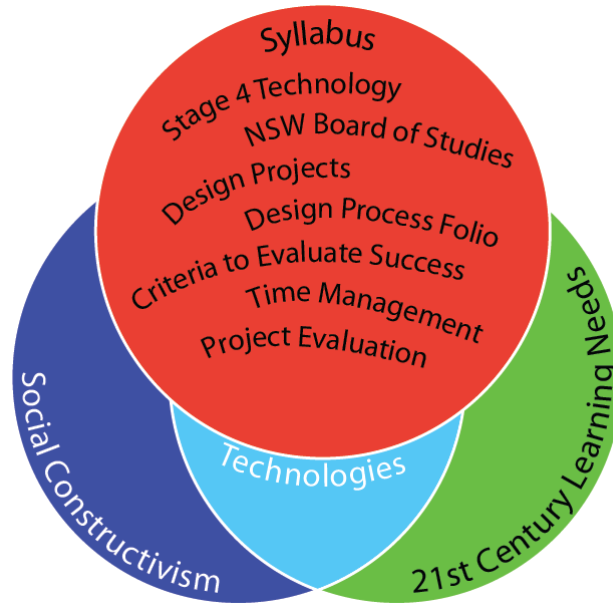 Syllabus
Stage 4 Technology
NSW Board of Studies
Design Projects
Design Process Folio
Criteria to Evaluate Success
Time Management
Project Evaluation
Social Constructivism
Technologies
21st Century Learning Needs